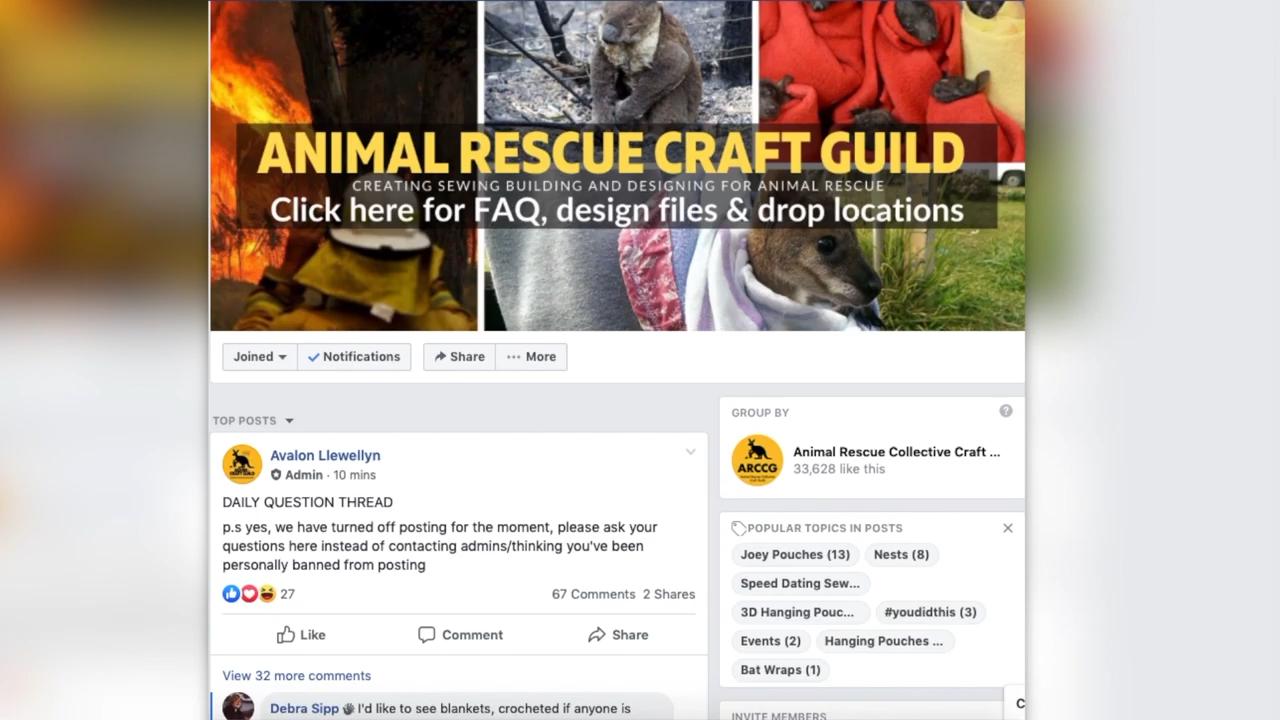 ANIMAL RESCUE CRAFT GUILD
CREATING SEWING BUILDING AND DESIGNING FOR ANIMAL RESCUE
Click here for FAQ, design files & drop locations
Joined
Notifications
Share
More
TOP POSTS
Avalon Llewellyn
Admin · 10 mins
DAILY QUESTION THREAD
p.s yes, we have turned off posting for the moment, please ask your
questions here instead of contacting admins/thinking you've been
personally banned from posting
27
67 Comments 2 Shares
Like
Comment
Share
View 32 more comments
Debra Sipp I'd like to see blankets, crocheted if anyone is
GROUP BY
?
ARCCG
Animal Rescue Collective Craft ...
33,628 like this
POPULAR TOPICS IN POSTS
Joey Pouches (13)
Nests (8)
Speed Dating Sew...
3D Hanging Pouc...
#youdidthis (3)
Events (2)
Hanging Pouches ...
Bat Wraps (1)
INVITE MEMBERS
C